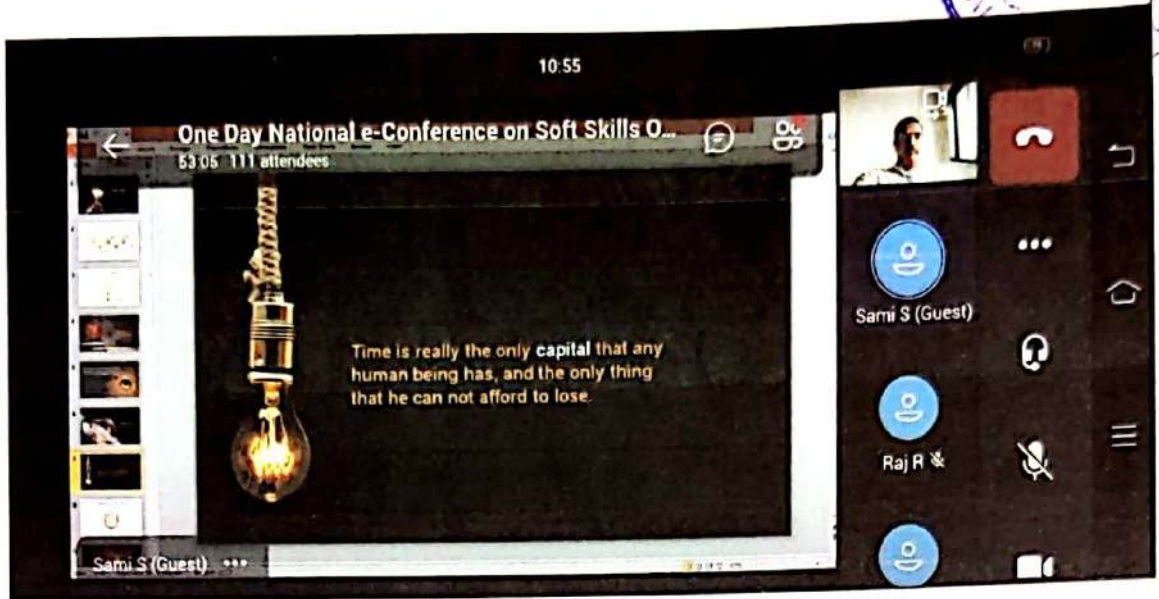 10:55
One Day National e-Conference on Soft Skills O...
53:05 111 attendees
Time is really the only capital that any
human being has, and the only thing
that he can not afford to lose.
Sami S (Guest)
Raj R
Sami S (Guest) •••